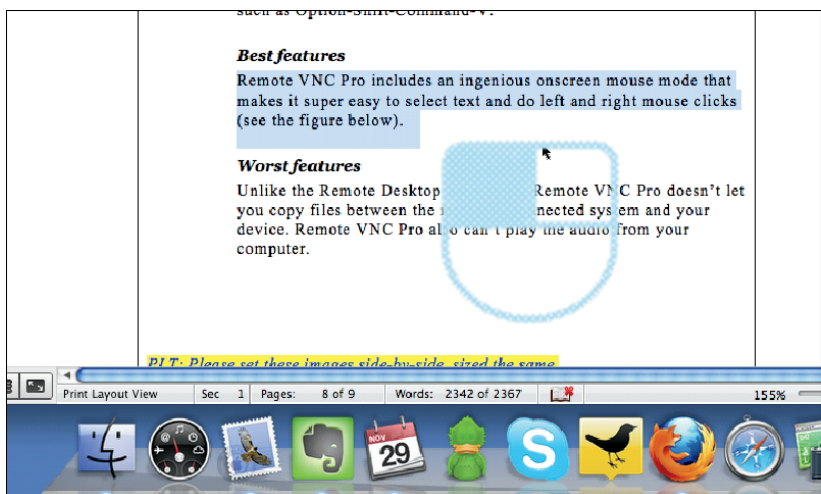 such as Option-Shift-Command-V.
Best features
Remote VNC Pro includes an ingenious onscreen mouse mode that
makes it super easy to select text and do left and right mouse clicks
(see the figure below).
Worst features
Unlike the Remote Desktop Remote VNC Pro doesn't let
you copy files between the nected system and your
device. Remote VNC Pro also can't play the audio from your
computer.
PLT: Please set these images side-by-side, sized the same
Print Layout View Sec 1 Pages: 8 of 9 Words: 2342 of 2367 155%
NOV
29